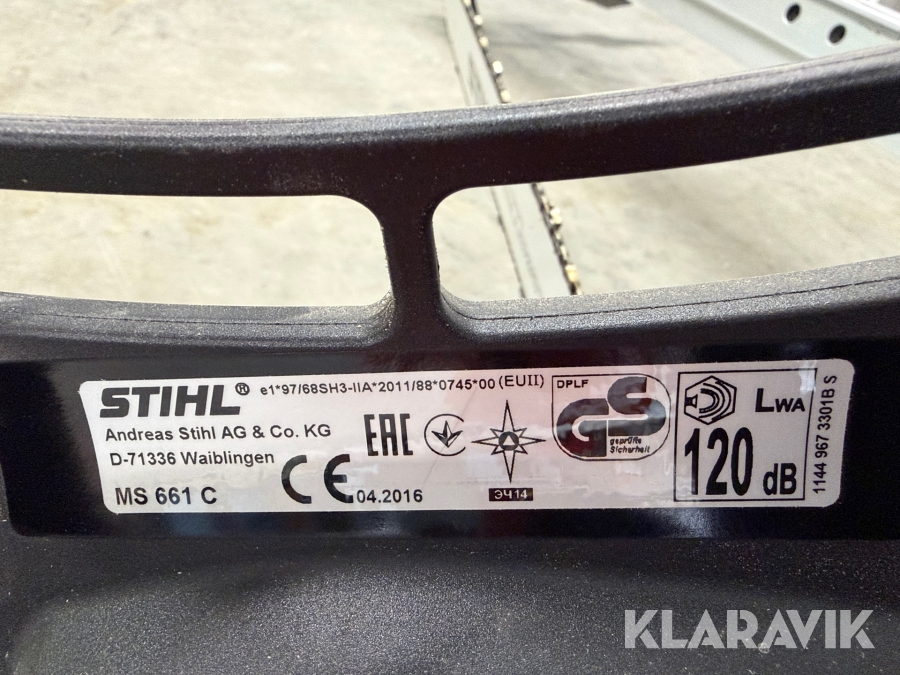 STIHL® e1*97/68SH3-IIA*2011/88*0745*00 (EUII)
Andreas Stihl AG & Co. KG
D-71336 Waiblingen
MS 661 C
EAC
CE 04.2016
ЭЧ14
DPLF
GS
geprüfte
Sicherheit
LWA
120 dB
1144 967 3301B S
KLARAVIK